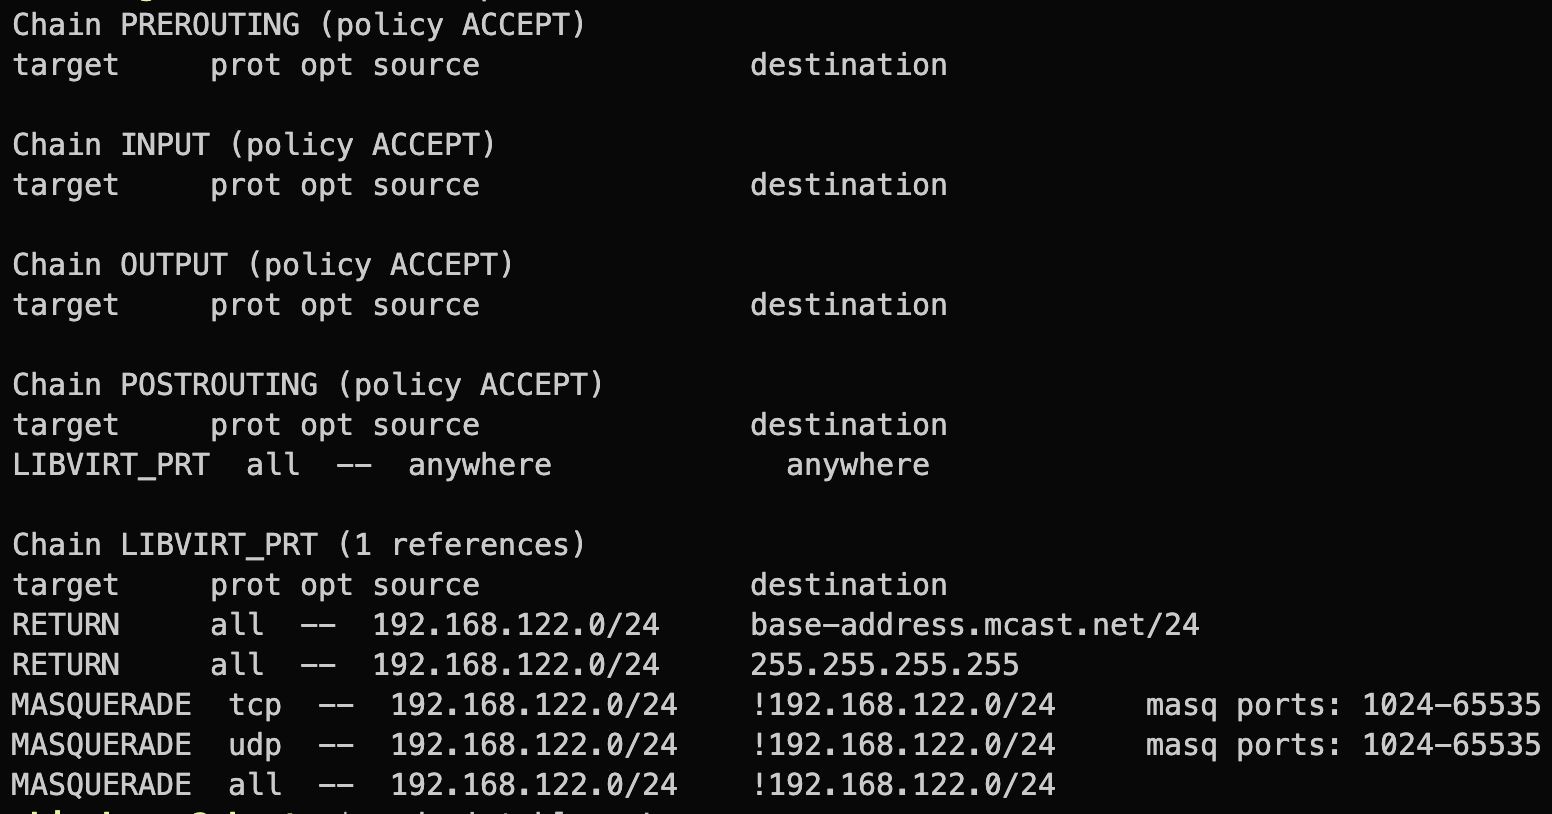 Chain PREROUTING (policy ACCEPT)
target     prot opt source               destination

Chain INPUT (policy ACCEPT)
target     prot opt source               destination

Chain OUTPUT (policy ACCEPT)
target     prot opt source               destination

Chain POSTROUTING (policy ACCEPT)
target     prot opt source               destination
LIBVIRT_PRT  all  --  anywhere             anywhere

Chain LIBVIRT_PRT (1 references)
target     prot opt source               destination
RETURN     all  --  192.168.122.0/24     base-address.mcast.net/24
RETURN     all  --  192.168.122.0/24     255.255.255.255
MASQUERADE  tcp  --  192.168.122.0/24    !192.168.122.0/24     masq ports: 1024-65535
MASQUERADE  udp  --  192.168.122.0/24    !192.168.122.0/24     masq ports: 1024-65535
MASQUERADE  all  --  192.168.122.0/24    !192.168.122.0/24